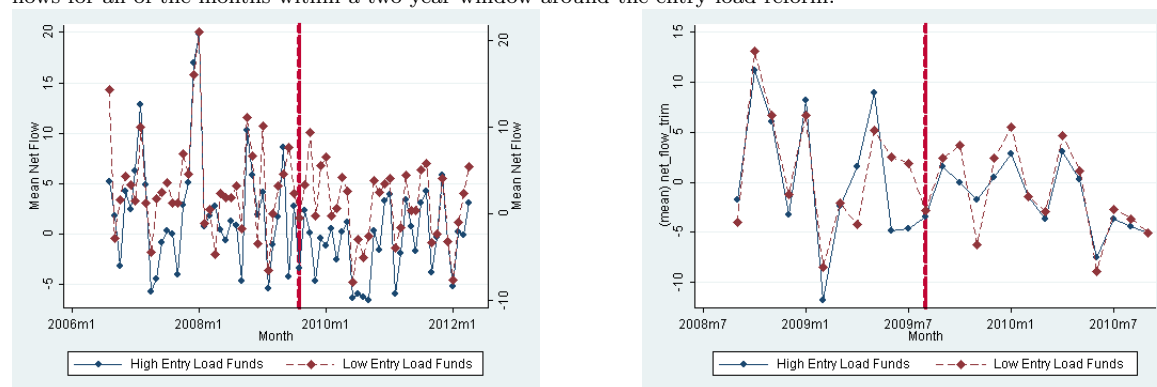 flows for all of the months within a two year window around the entry load reform.
20
15
10
5
0
-5
Mean Net Flow
20
10
0
-10
Mean Net Flow
2006m1 2008m1 2010m1 2012m1
Month
High Entry Load Funds Low Entry Load Funds
15
10
5
0
-5
-10
(mean) net_flow_trim
2008m7 2009m1 2009m7 2010m1 2010m7
Month
High Entry Load Funds Low Entry Load Funds